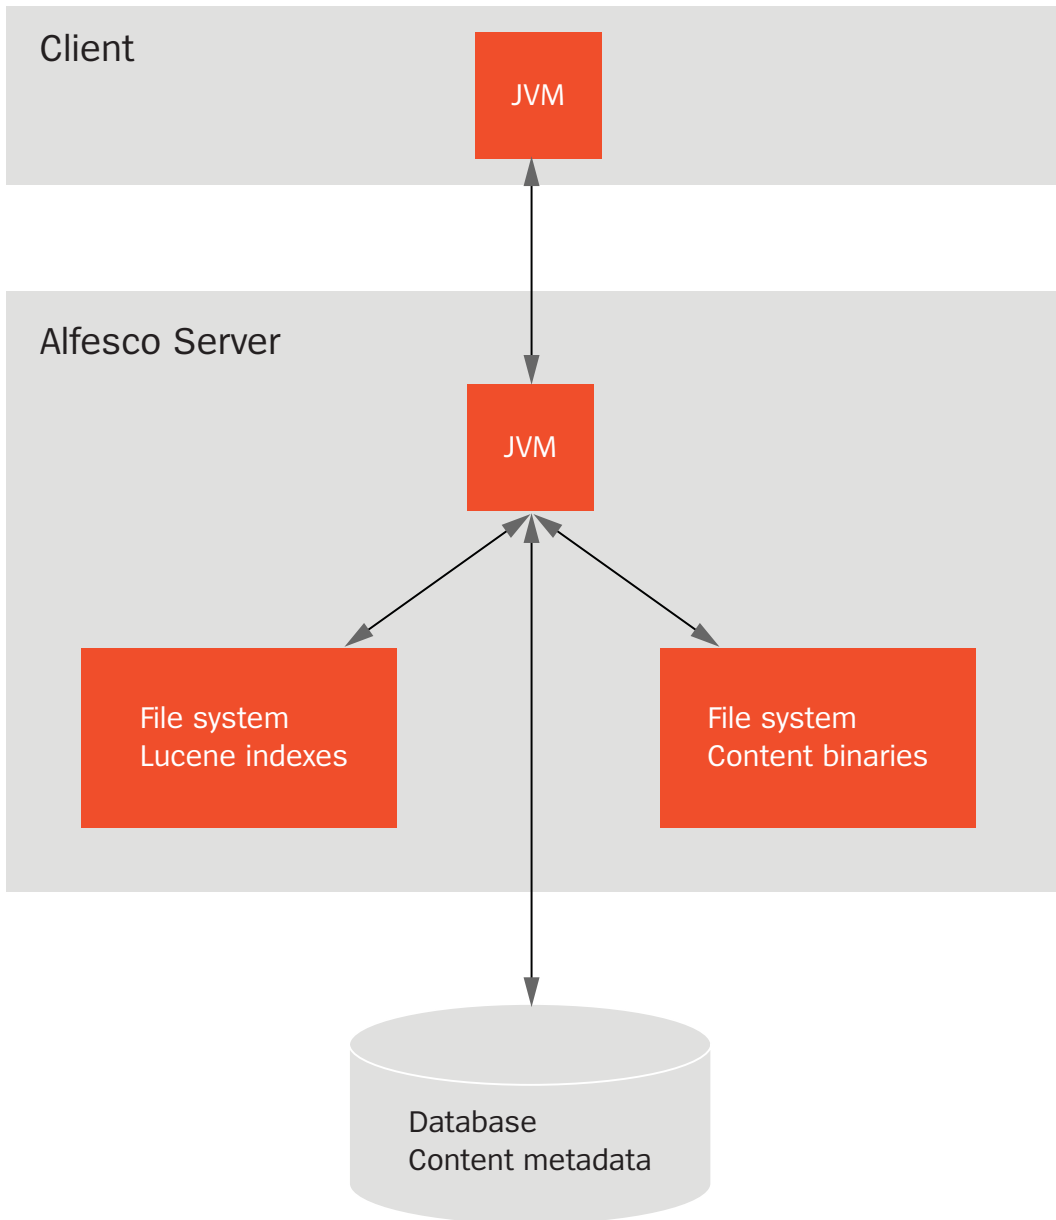 Client
JVM
Alfesco Server
JVM
File system
Lucene indexes
File system
Content binaries
Database
Content metadata